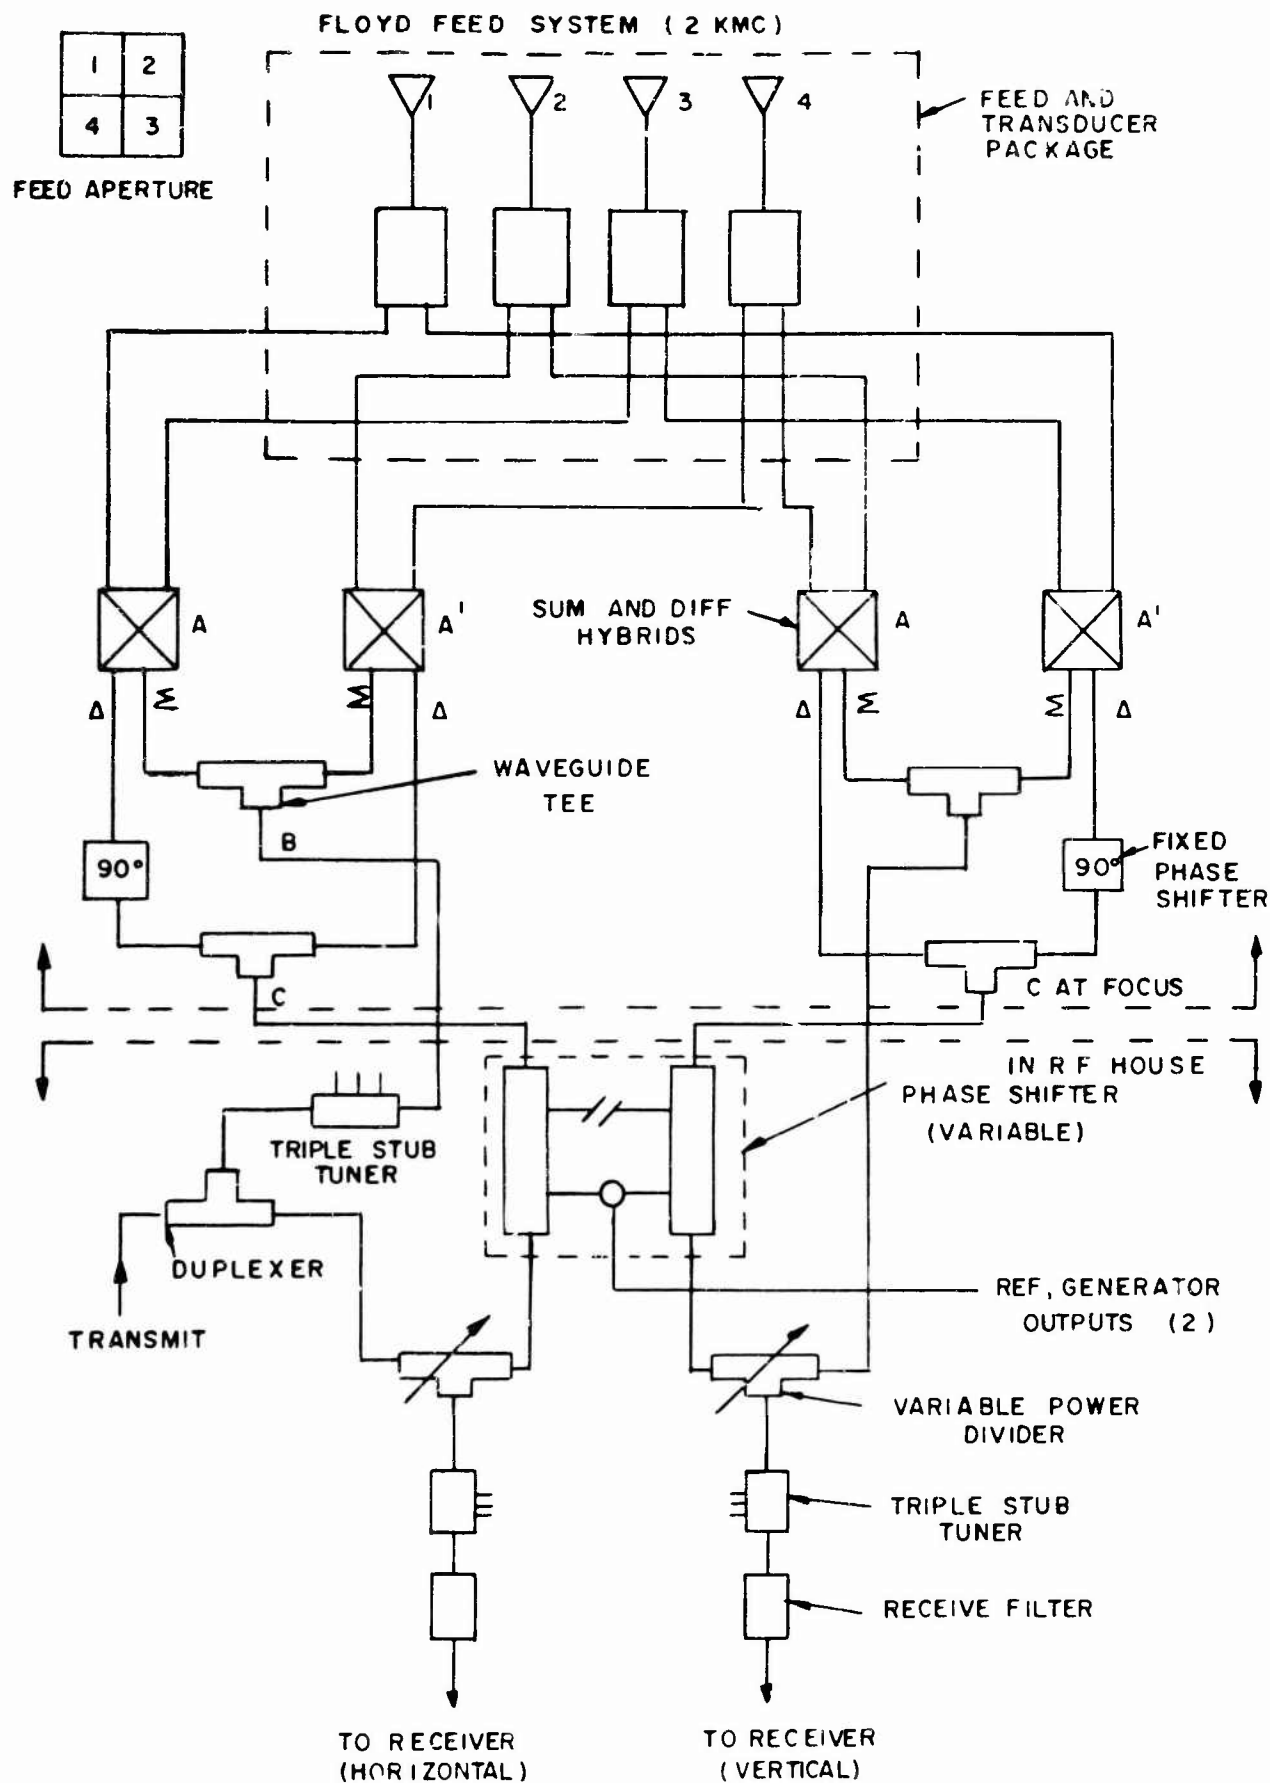 FLOYD FEED SYSTEM (2 KMC)
1 2
4 3
FEED APERTURE
1 2 3 4
FEED AND
TRANSDUCER
PACKAGE
A
A'
SUM AND DIFF
HYBRIDS
A
A'
Δ Σ Σ Δ
Δ Σ Σ Δ
WAVEGUIDE
TEE
B
90°
90°
FIXED
PHASE
SHIFTER
C
C AT FOCUS
IN R F HOUSE
PHASE SHIFTER
(VARIABLE)
TRIPLE STUB
TUNER
DUPLEXER
TRANSMIT
REF, GENERATOR
OUTPUTS (2)
VARIABLE POWER
DIVIDER
TRIPLE STUB
TUNER
RECEIVE FILTER
TO RECEIVER
(HORIZONTAL)
TO RECEIVER
(VERTICAL)